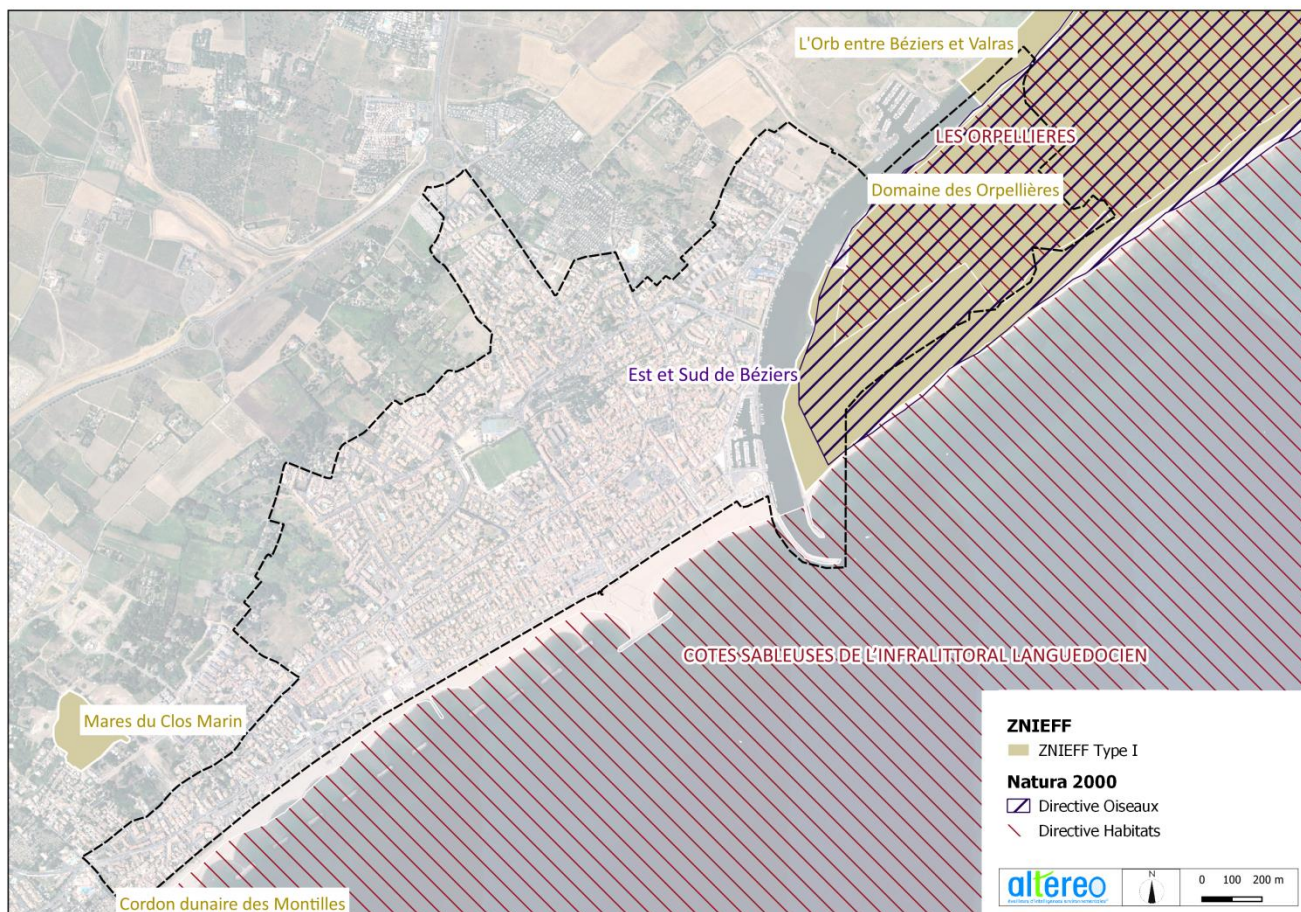 L'Orb entre Béziers et Valras
LES ORPELLIERES
Domaine des Orpellières
Est et Sud de Béziers
COTES SABLEUSES DE L'INFRALITTORAL LANGUEDOCIEN
Mares du Clos Marin
Cordon dunaire des Montilles
ZNIEFF
ZNIEFF Type I
Natura 2000
Directive Oiseaux
Directive Habitats
altereo
N
0 100 200 m